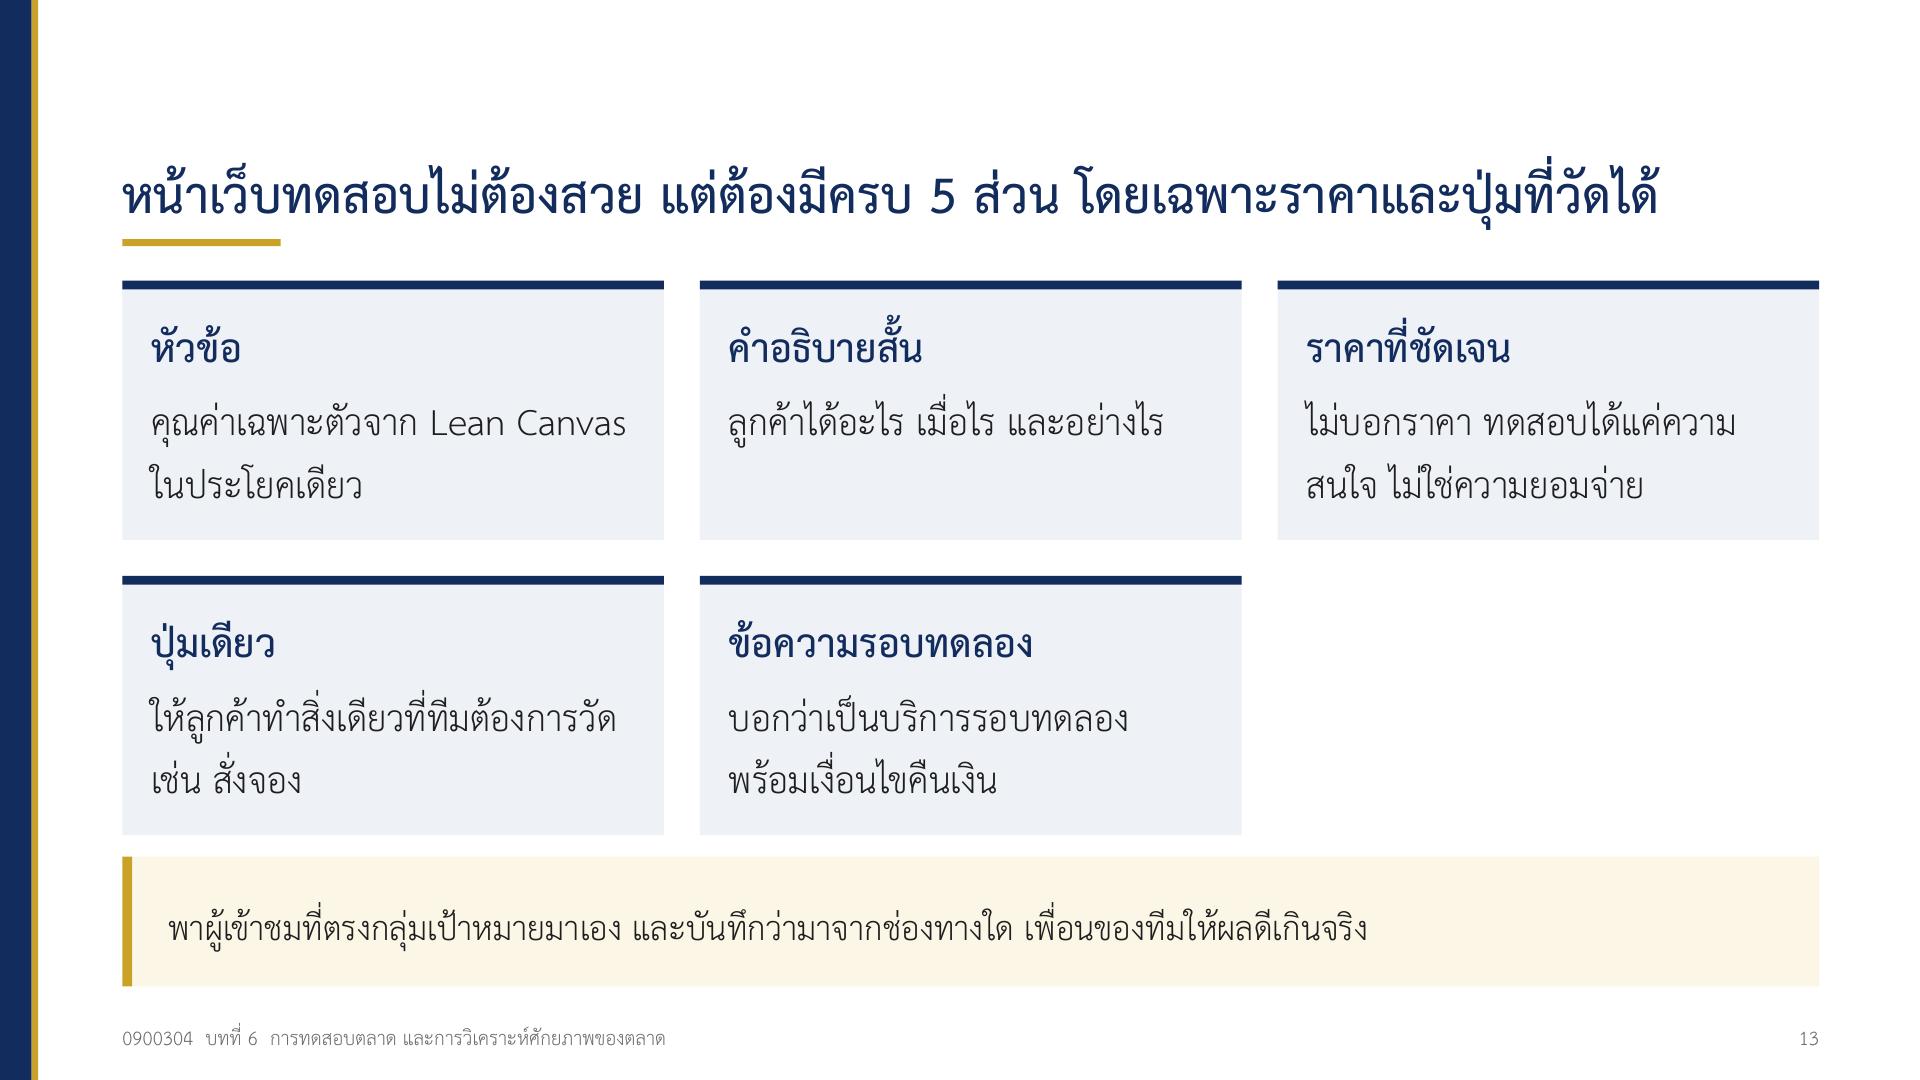 หน้าเว็บทดสอบไม่ต้องสวย แต่ต้องมีครบ 5 ส่วน โดยเฉพาะราคาและปุ่มที่วัดได้
หัวข้อ
คุณค่าเฉพาะตัวจาก Lean Canvas
ในประโยคเดียว
คำอธิบายสั้น
ลูกค้าได้อะไร เมื่อไร และอย่างไร
ราคาที่ชัดเจน
ไม่บอกราคา ทดสอบได้แค่ความ
สนใจ ไม่ใช่ความยอมจ่าย
ปุ่มเดียว
ให้ลูกค้าทำสิ่งเดียวที่ทีมต้องการวัด
เช่น สั่งจอง
ข้อความรอบทดลอง
บอกว่าเป็นบริการรอบทดลอง
พร้อมเงื่อนไขคืนเงิน
พาผู้เข้าชมที่ตรงกลุ่มเป้าหมายมาเอง และบันทึกว่ามาจากช่องทางใด เพื่อนของทีมให้ผลดีเกินจริง
0900304 บทที่ 6 การทดสอบตลาด และการวิเคราะห์ศักยภาพของตลาด
13